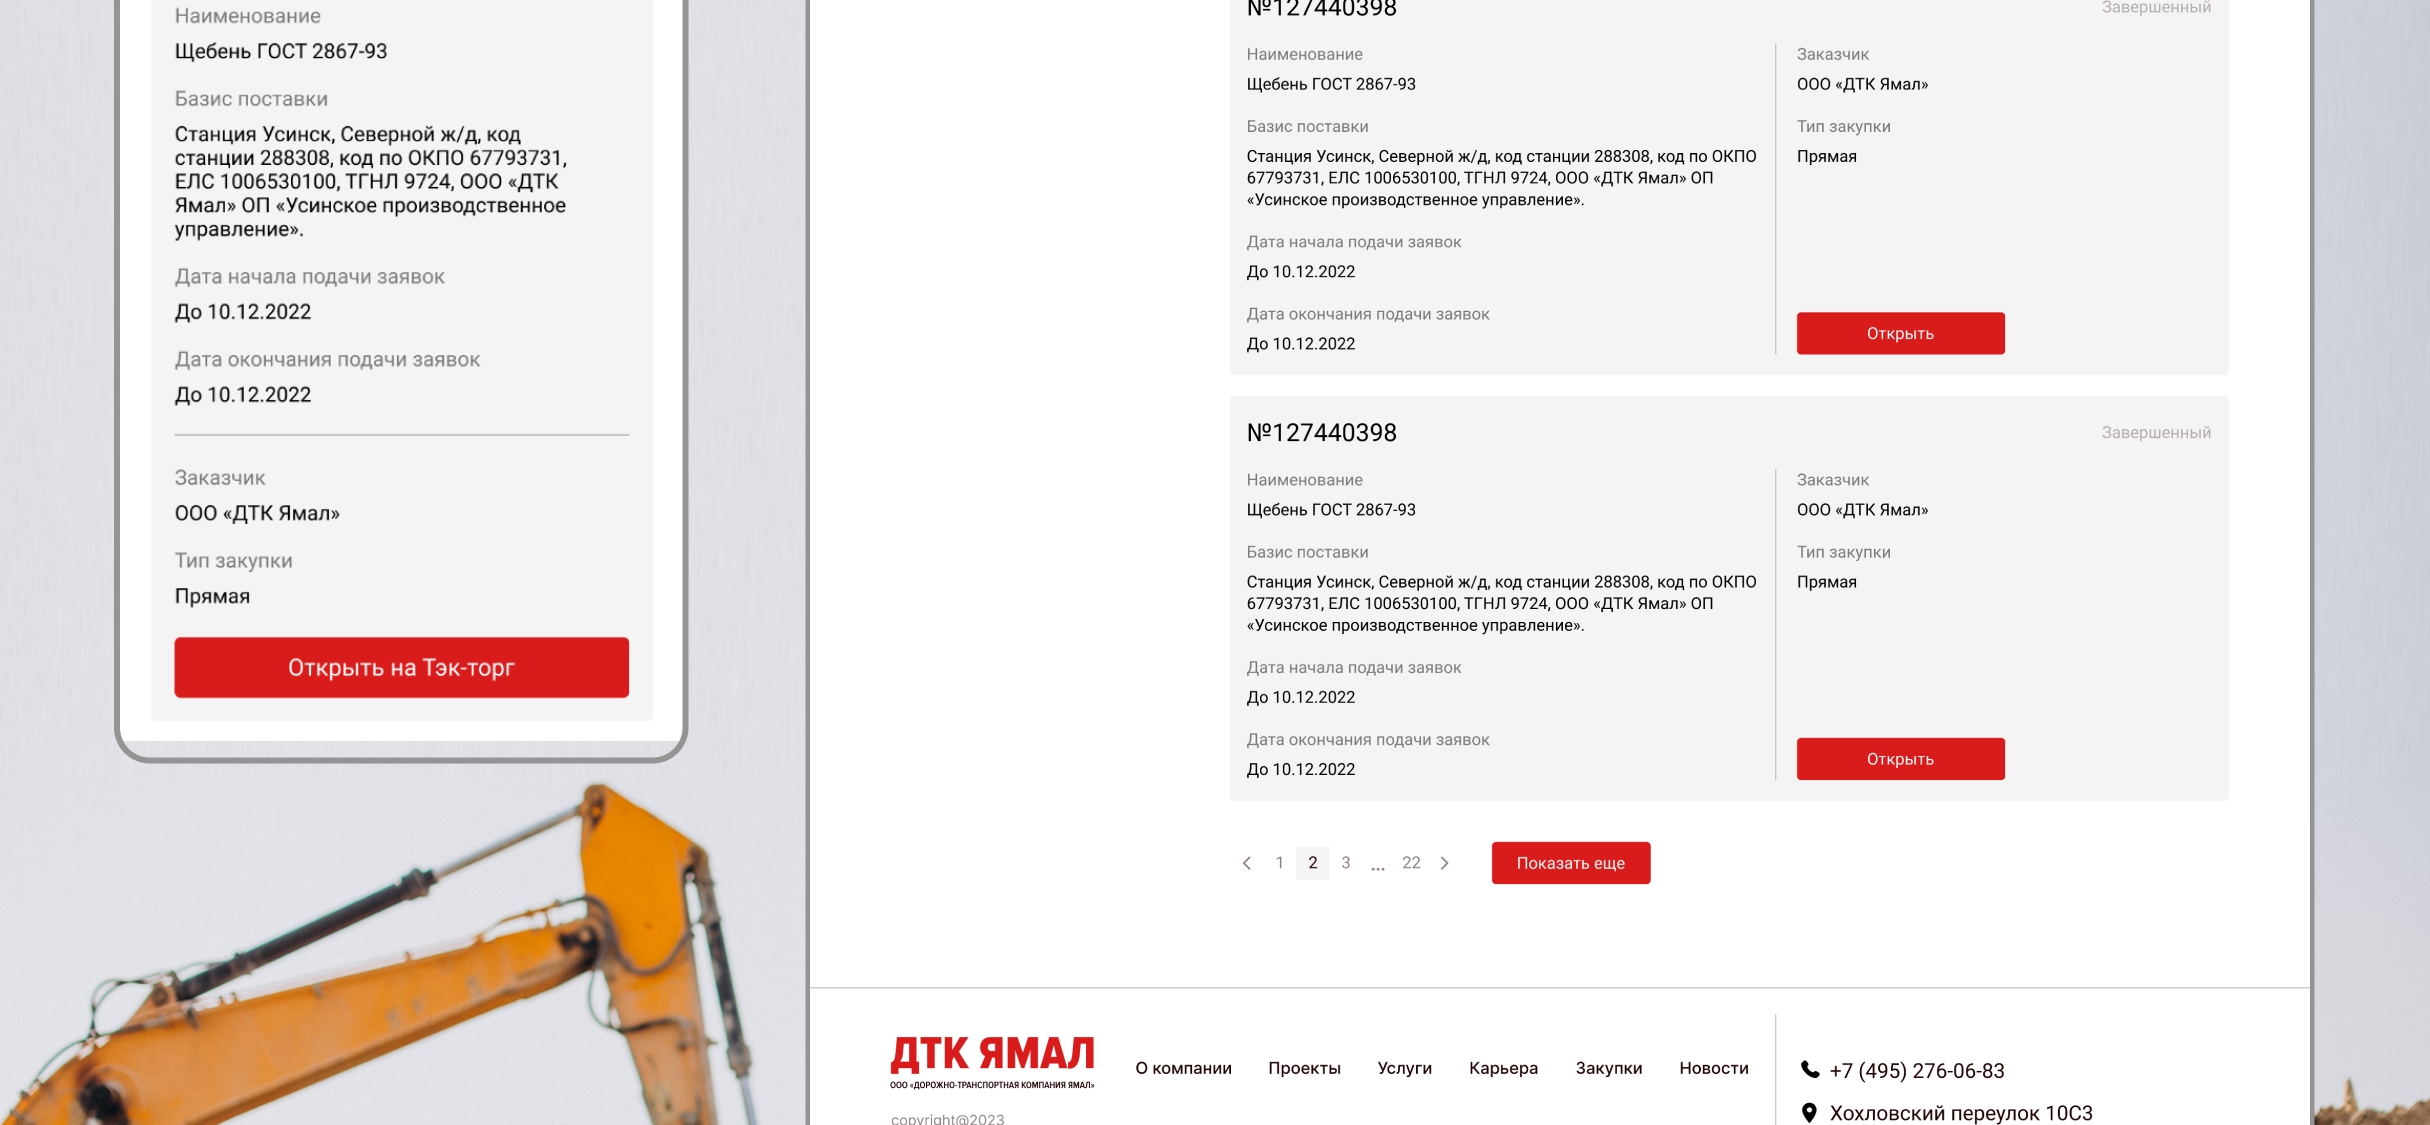 Наименование
Щебень ГОСТ 2867-93
Базис поставки
Станция Усинск, Северной ж/д, код
станции 288308, код по ОКПО 67793731,
ЕЛС 1006530100, ТГНЛ 9724, ООО «ДТК
Ямал» ОП «Усинское производственное
управление».
Дата начала подачи заявок
До 10.12.2022
Дата окончания подачи заявок
До 10.12.2022
Заказчик
ООО «ДТК Ямал»
Тип закупки
Прямая
Открыть на Тэк-торг
№127440398
Завершенный
Наименование
Щебень ГОСТ 2867-93
Базис поставки
Станция Усинск, Северной ж/д, код станции 288308, код по ОКПО
67793731, ЕЛС 1006530100, ТГНЛ 9724, ООО «ДТК Ямал» ОП
«Усинское производственное управление».
Дата начала подачи заявок
До 10.12.2022
Дата окончания подачи заявок
До 10.12.2022
Заказчик
ООО «ДТК Ямал»
Тип закупки
Прямая
Открыть
№127440398
Завершенный
Наименование
Щебень ГОСТ 2867-93
Базис поставки
Станция Усинск, Северной ж/д, код станции 288308, код по ОКПО
67793731, ЕЛС 1006530100, ТГНЛ 9724, ООО «ДТК Ямал» ОП
«Усинское производственное управление».
Дата начала подачи заявок
До 10.12.2022
Дата окончания подачи заявок
До 10.12.2022
Заказчик
ООО «ДТК Ямал»
Тип закупки
Прямая
Открыть
1 2 3 ... 22
Показать еще
ДТК ЯМАЛ
ООО «ДОРОЖНО-ТРАНСПОРТНАЯ КОМПАНИЯ ЯМАЛ»
copyright@2023
О компании Проекты Услуги Карьера Закупки Новости
+7 (495) 276-06-83
Хохловский переулок 10С3